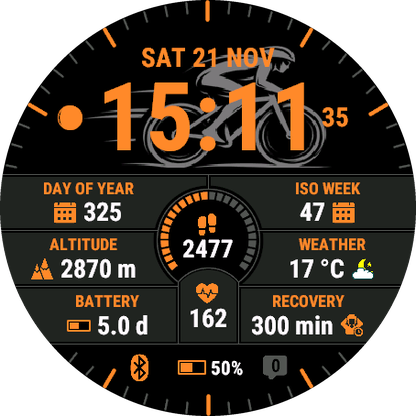 SAT 21 NOV
15:11 35
DAY OF YEAR
325
ISO WEEK
47
ALTITUDE
2870 m
2477
WEATHER
17 °C
BATTERY
5.0 d
162
RECOVERY
300 min
50%
0